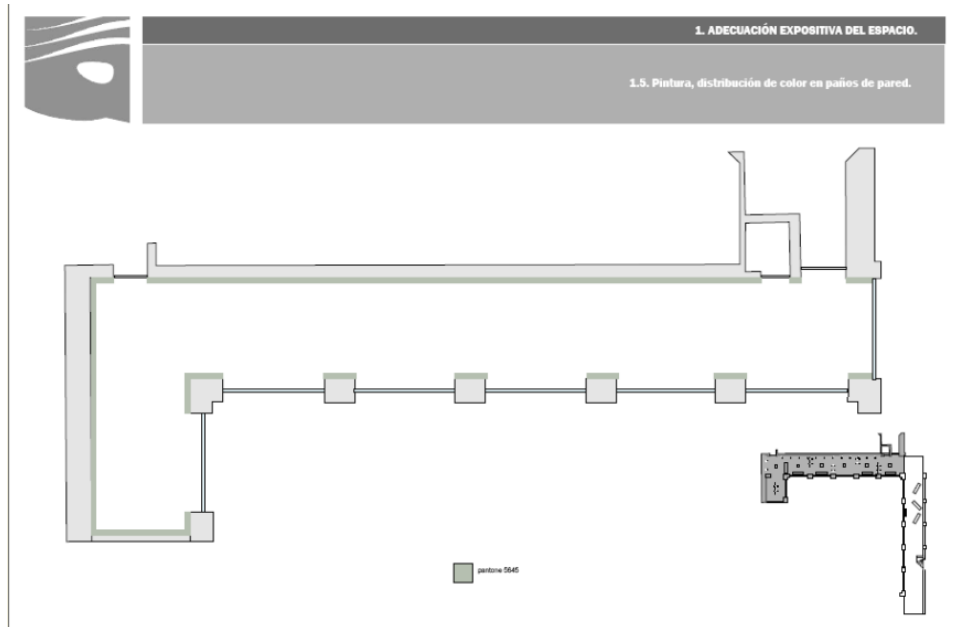 1. ADECUACIÓN EXPOSITIVA DEL ESPACIO.
1.5. Pintura, distribución de color en paños de pared.
pantone 5645